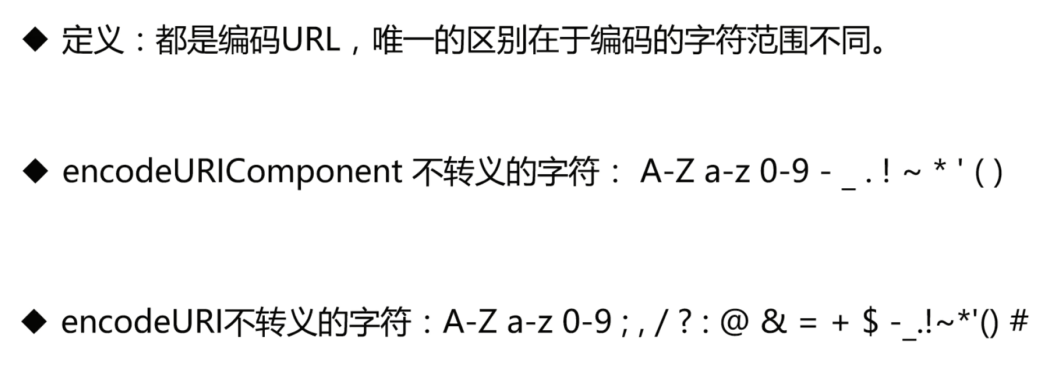 ◆ 定义：都是编码URL，唯一的区别在于编码的字符范围不同。
◆ encodeURIComponent 不转义的字符： A-Z a-z 0-9 - _ . ! ~ * ' ( )
◆ encodeURI不转义的字符：A-Z a-z 0-9 ; , / ? : @ & = + $ -_.!~*'() #